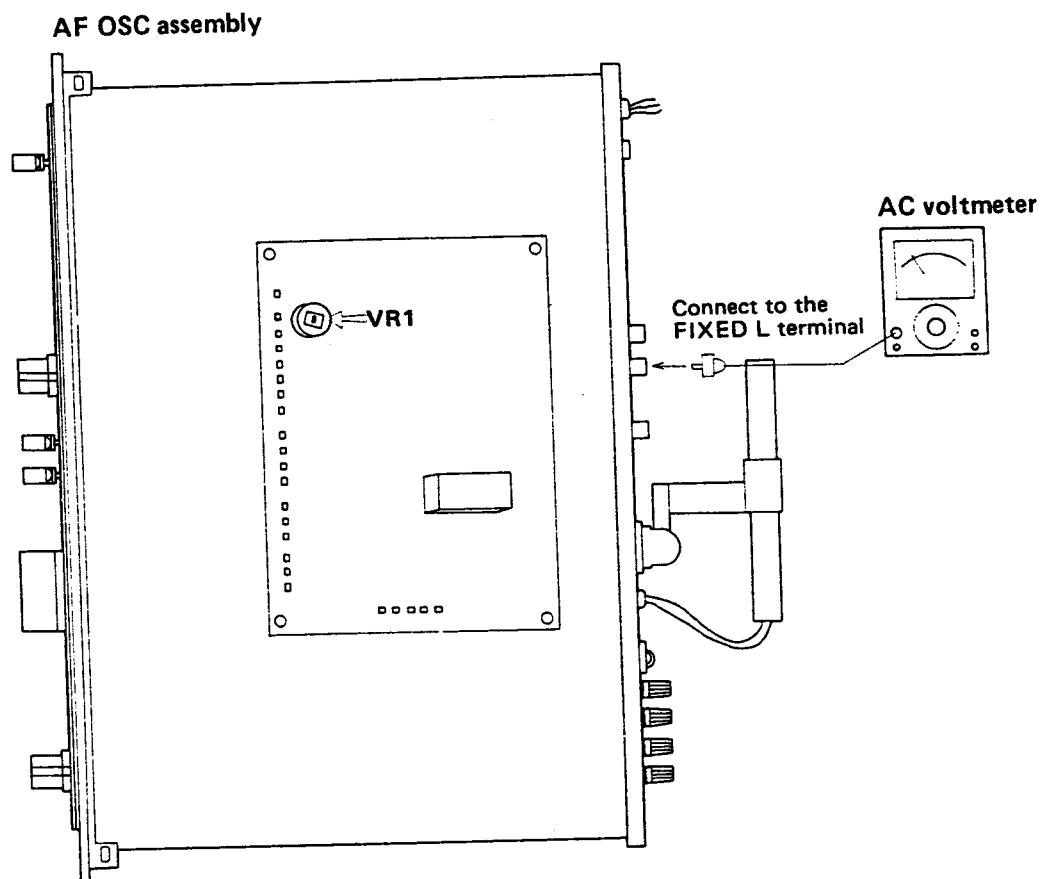 AF OSC assembly
AC voltmeter
Connect to the
FIXED L terminal
VR1